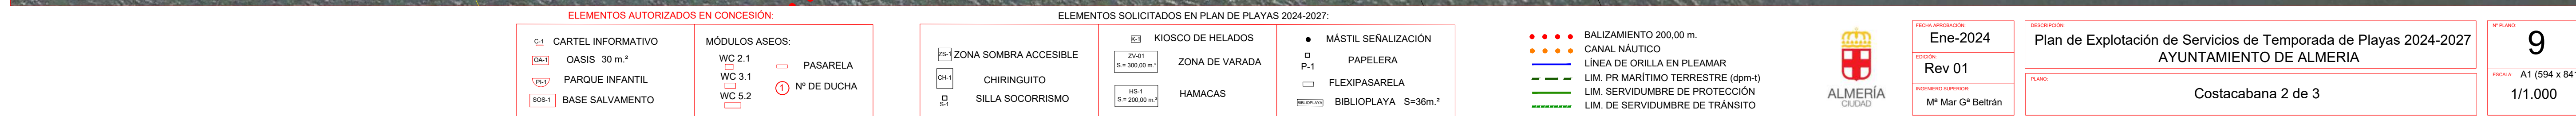 ELEMENTOS AUTORIZADOS EN CONCESIÓN:
C-1 CARTEL INFORMATIVO
OA-1 OASIS 30 m.²
PI-1 PARQUE INFANTIL
SOS-1 BASE SALVAMENTO
MÓDULOS ASEOS:
WC 2.1
WC 3.1
WC 5.2
PASARELA
1 Nº DE DUCHA
ELEMENTOS SOLICITADOS EN PLAN DE PLAYAS 2024-2027:
ZS-1 ZONA SOMBRA ACCESIBLE
CH-1 CHIRINGUITO
S-1 SILLA SOCORRISMO
K-1 KIOSCO DE HELADOS
ZV-01
S.= 300,00 m.² ZONA DE VARADA
HS-1
S.= 200,00 m.² HAMACAS
MÁSTIL SEÑALIZACIÓN
P-1 PAPELERA
FLEXIPASARELA
BIBLIOPLAYA BIBLIOPLAYA S=36m.²
BALIZAMIENTO 200,00 m.
CANAL NÁUTICO
LÍNEA DE ORILLA EN PLEAMAR
LIM. PR MARÍTIMO TERRESTRE (dpm-t)
LIM. SERVIDUMBRE DE PROTECCIÓN
LIM. DE SERVIDUMBRE DE TRÁNSITO
ALMERÍA
CIUDAD
FECHA APROBACIÓN:
Ene-2024
EDICIÓN:
Rev 01
INGENIERO SUPERIOR:
Mª Mar Gª Beltrán
DESCRIPCIÓN:
Plan de Explotación de Servicios de Temporada de Playas 2024-2027
AYUNTAMIENTO DE ALMERIA
PLANO:
Costacabana 2 de 3
Nº PLANO:
9
ESCALA: A1 (594 x 841
1/1.000